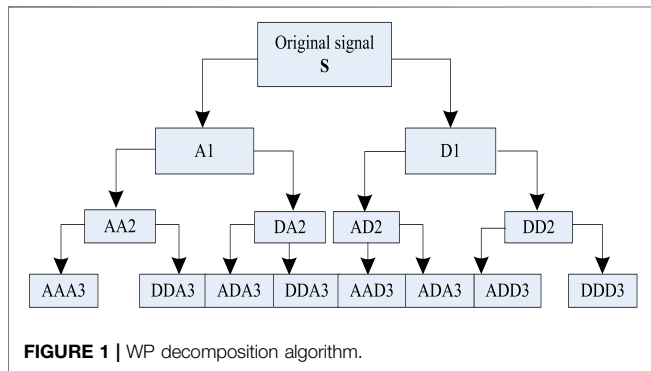 Original signal
S
A1
D1
AA2
DA2
AD2
DD2
AAA3
DDA3
ADA3
DDA3
AAD3
ADA3
ADD3
DDD3
FIGURE 1 | WP decomposition algorithm.